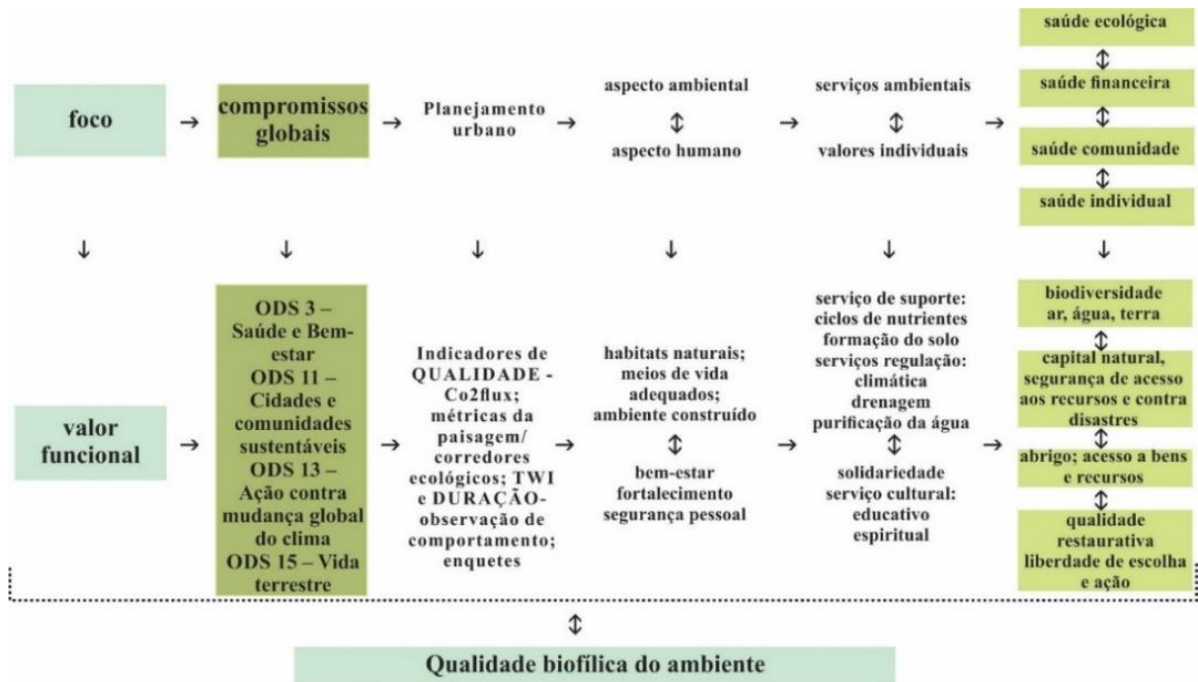 foco
compromissos
globais
Planejamento
urbano
aspecto ambiental
aspecto humano
serviços ambientais
valores individuais
saúde ecológica
saúde financeira
saúde comunidade
saúde individual
valor
funcional
ODS 3 –
Saúde e Bem-
estar
ODS 11 –
Cidades e
comunidades
sustentáveis
ODS 13 –
Ação contra
mudança global
do clima
ODS 15 – Vida
terrestre
Indicadores de
QUALIDADE -
Co2flux;
métricas da
paisagem/
corredores
ecológicos; TWI
e DURAÇÃO-
observação de
comportamento;
enquetes
habitats naturais;
meios de vida
adequados;
ambiente construído
bem-estar
fortalecimento
segurança pessoal
serviço de suporte:
ciclos de nutrientes
formação do solo
serviços regulação:
climática
drenagem
purificação da água
solidariedade
serviço cultural:
educativo
espiritual
biodiversidade
ar, água, terra
capital natural,
segurança de acesso
aos recursos e contra
disastres
abrigo; acesso a bens
e recursos
qualidade
restaurativa
liberdade de escolha
e ação
Qualidade biofílica do ambiente